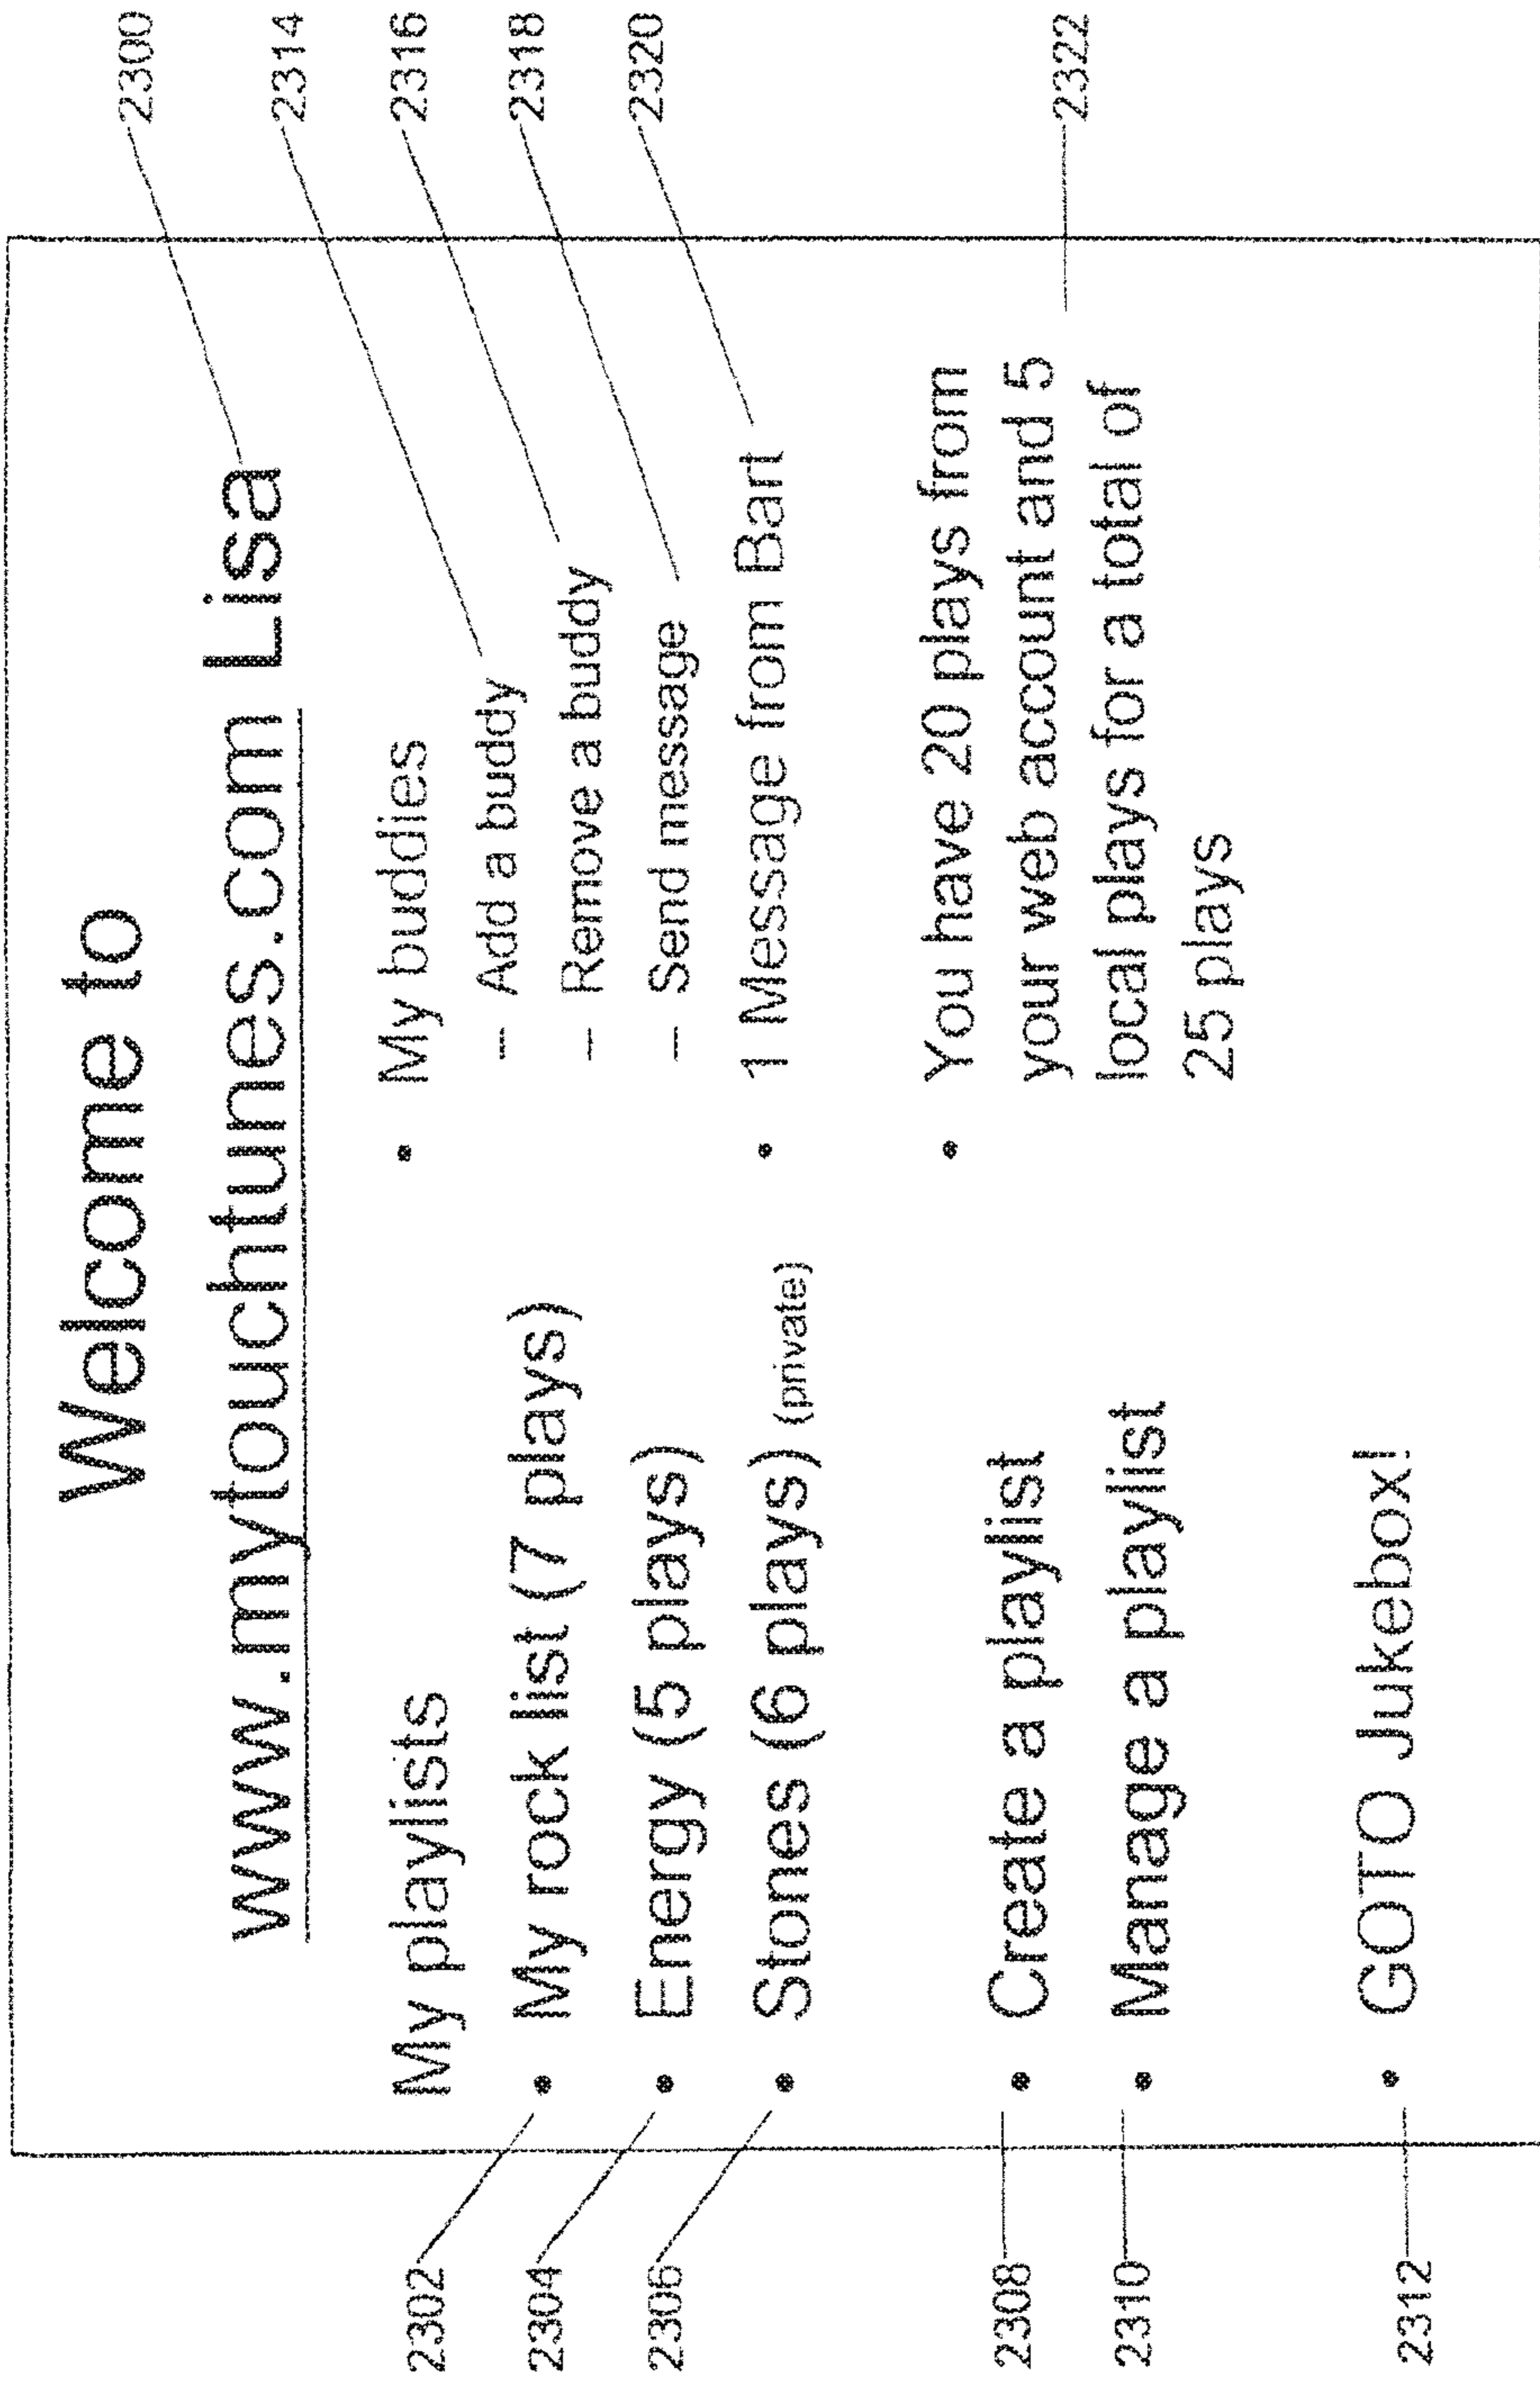 Welcome to
www.mytouchtunes.com Lisa
2300
My playlists
2302
• My rock list (7 plays)
2304
• Energy (5 plays)
2306
• Stones (6 plays) (private)
2308
• Create a playlist
2310
• Manage a playlist
2312
• GOTO Jukebox!
• My buddies
– Add a buddy
2314
– Remove a buddy
2316
– Send message
2318
• 1 Message from Bart
2320
• You have 20 plays from
your web account and 5
local plays for a total of
25 plays
2322